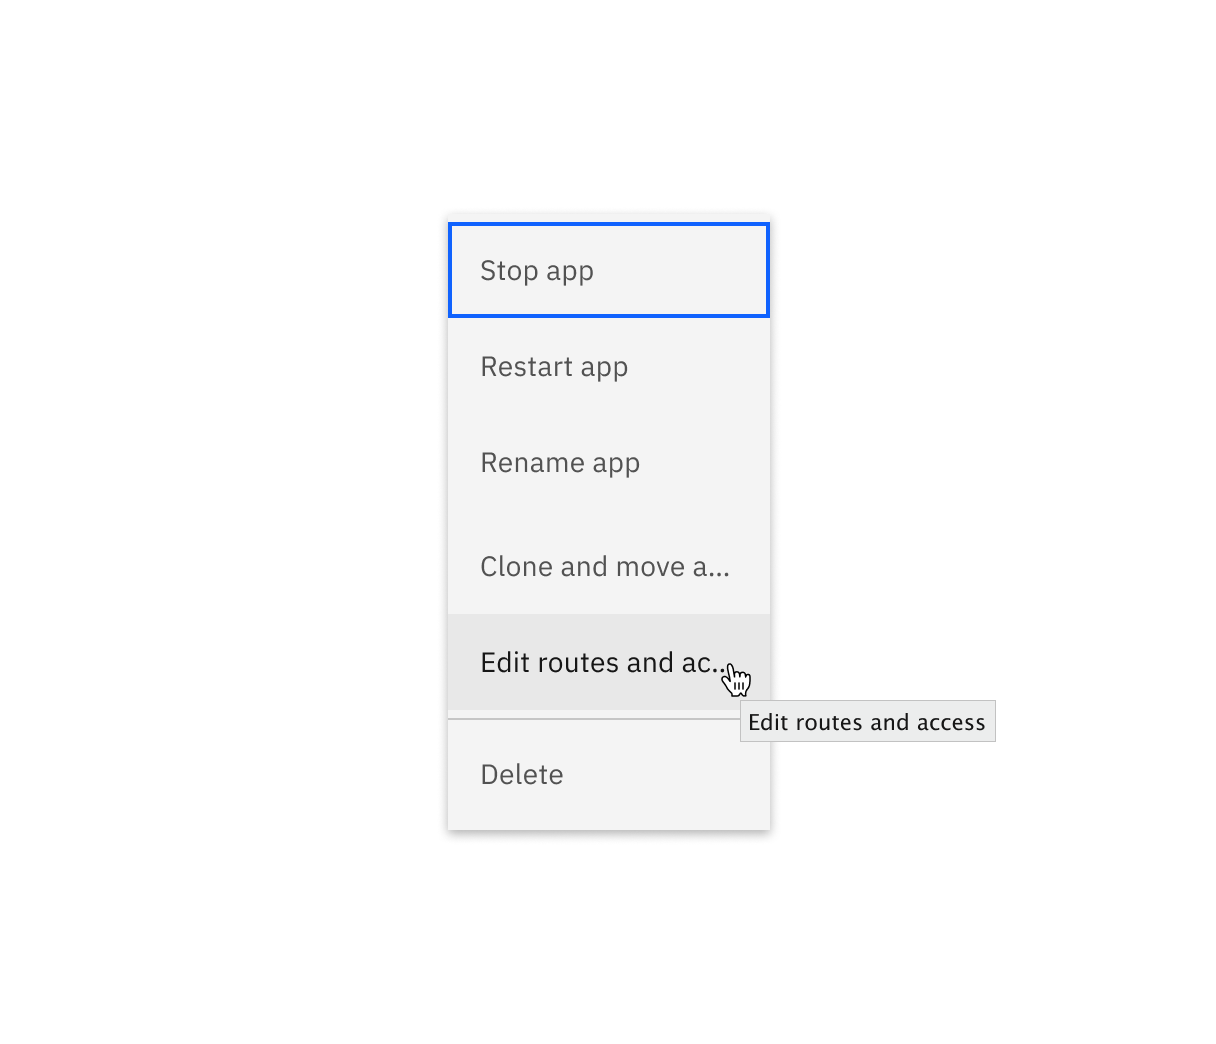 Stop app
Restart app
Rename app
Clone and move a...
Edit routes and ac...
Edit routes and access
Delete